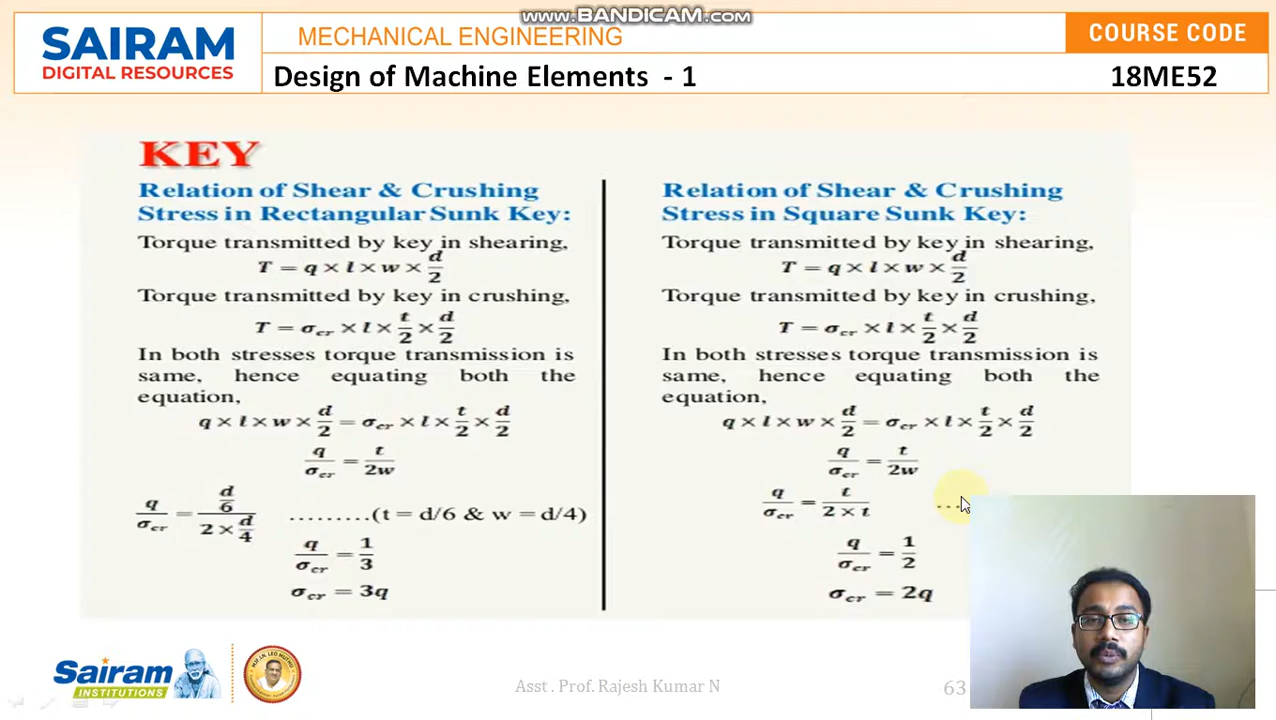 www.BANDICAM.com
SAIRAM
DIGITAL RESOURCES
MECHANICAL ENGINEERING
COURSE CODE
Design of Machine Elements - 1
18ME52
KEY
Relation of Shear & Crushing
Stress in Rectangular Sunk Key:
Torque transmitted by key in shearing,
T = q × l × w × d/2
Torque transmitted by key in crushing,
T = σcr × l × t/2 × d/2
In both stresses torque transmission is
same, hence equating both the
equation,
q × l × w × d/2 = σcr × l × t/2 × d/2
q/σcr = t/2w
q/σcr = (d/6)/(2 × d/4) .........(t = d/6 & w = d/4)
q/σcr = 1/3
σcr = 3q
Relation of Shear & Crushing
Stress in Square Sunk Key:
Torque transmitted by key in shearing,
T = q × l × w × d/2
Torque transmitted by key in crushing,
T = σcr × l × t/2 × d/2
In both stresses torque transmission is
same, hence equating both the
equation,
q × l × w × d/2 = σcr × l × t/2 × d/2
q/σcr = t/2w
q/σcr = t/(2 × t) ...
q/σcr = 1/2
σcr = 2q
Sairam
INSTITUTIONS
Asst . Prof. Rajesh Kumar N
63